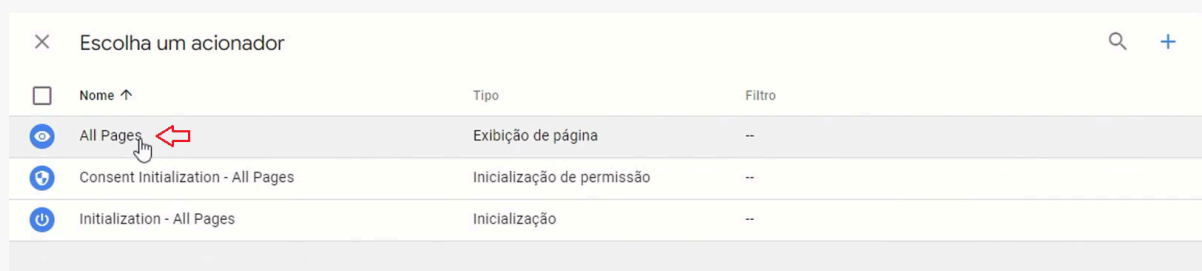 Escolha um acionador
Nome Tipo Filtro
All Pages Exibição de página --
Consent Initialization - All Pages Inicialização de permissão --
Initialization - All Pages Inicialização --